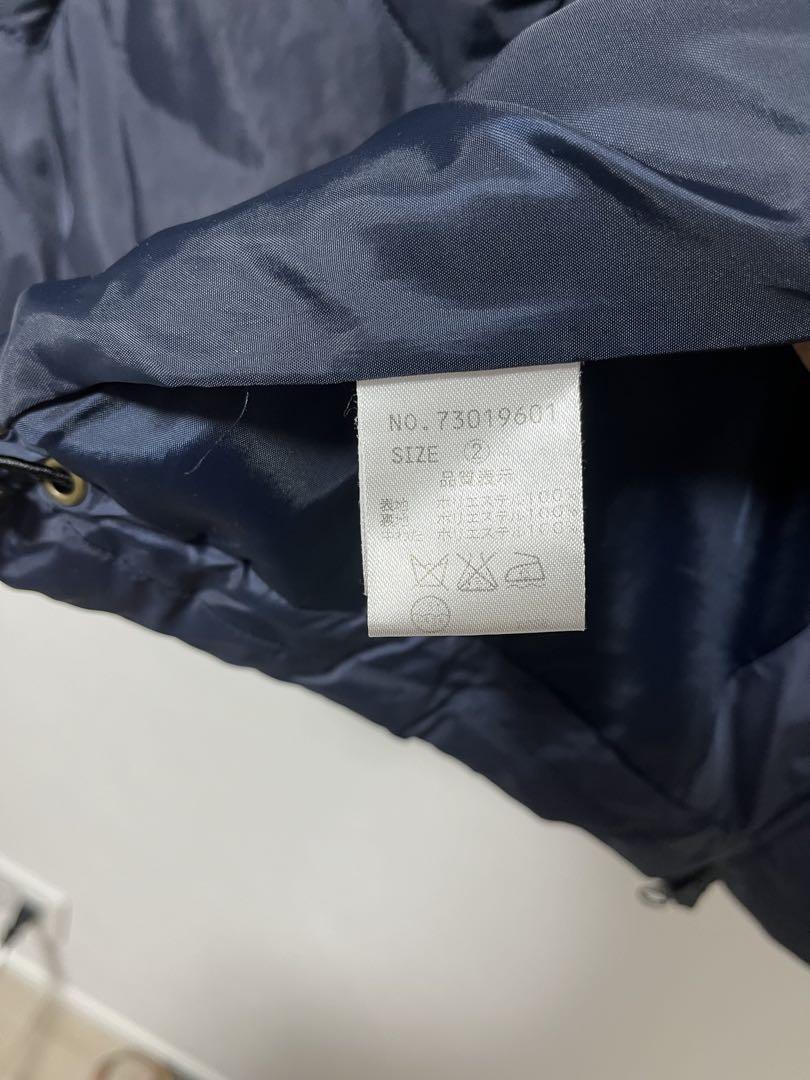 NO.73019601
SIZE (2)
品質表示
表地 ポリエステル100%
裏地 ポリエステル100%
中わた ポリエステル100%